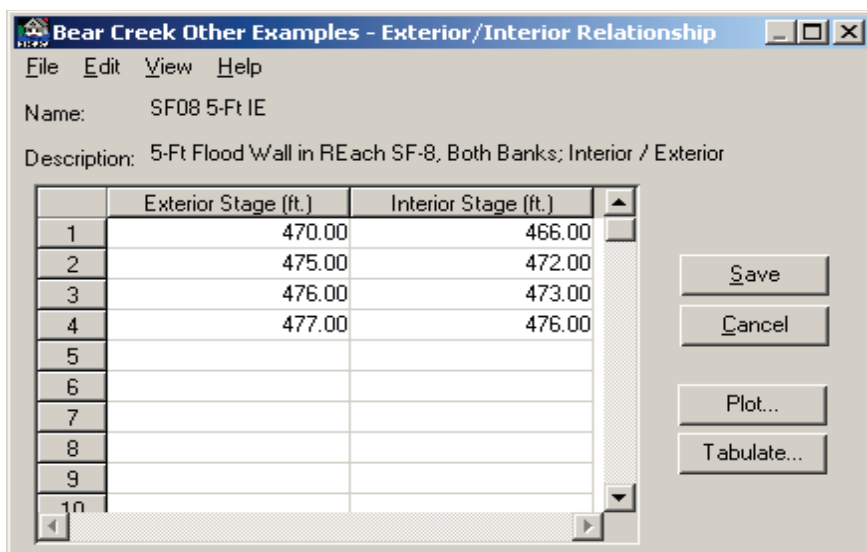 Bear Creek Other Examples - Exterior/Interior Relationship
File Edit View Help
Name: SF08 5-Ft IE
Description: 5-Ft Flood Wall in REach SF-8, Both Banks; Interior / Exterior
Exterior Stage (ft.) Interior Stage (ft.)
1 470.00 466.00
2 475.00 472.00
3 476.00 473.00
4 477.00 476.00
5
6
7
8
9
10
Save
Cancel
Plot...
Tabulate...